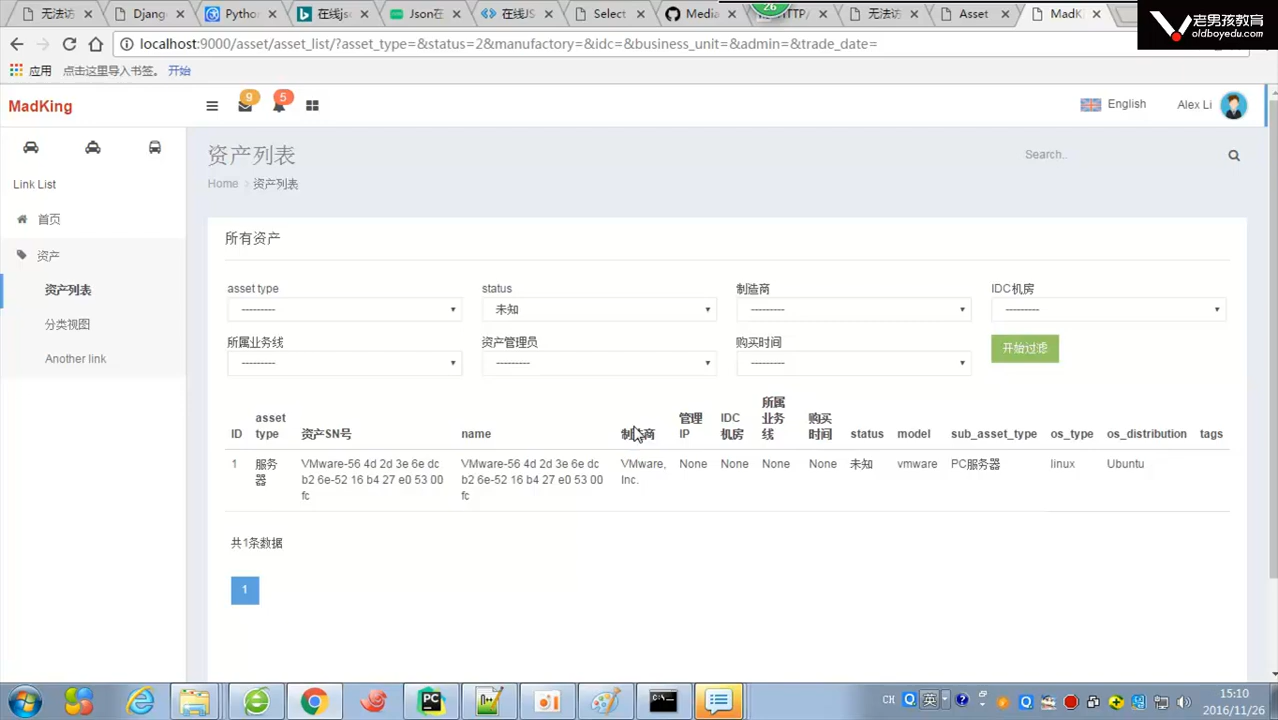 无法访
Djang
Python
在线js
Json在
在线JS
Select
Media
26
无法访
Asset
MadK
老男孩教育
oldboyedu.com
localhost:9000/asset/asset_list/?asset_type=&status=2&manufactory=&idc=&business_unit=&admin=&trade_date=
应用 点击这里导入书签。 开始
MadKing
9
5
English
Alex Li
Link List
首页
资产
资产列表
分类视图
Another link
资产列表
Search..
Home > 资产列表
所有资产
asset type status 制造商 IDC机房
--------- 未知 --------- ---------
所属业务线 资产管理员 购买时间
--------- --------- ---------
开始过滤
ID asset type 资产SN号 name 制造商 管理IP IDC机房 所属业务线 购买时间 status model sub_asset_type os_type os_distribution tags
1 服务器 VMware-56 4d 2d 3e 6e dc b2 6e-52 16 b4 27 e0 53 00 fc VMware-56 4d 2d 3e 6e dc b2 6e-52 16 b4 27 e0 53 00 fc VMware, Inc. None None None None 未知 vmware PC服务器 linux Ubuntu
共1条数据
1
CH 英
15:10
2016/11/26